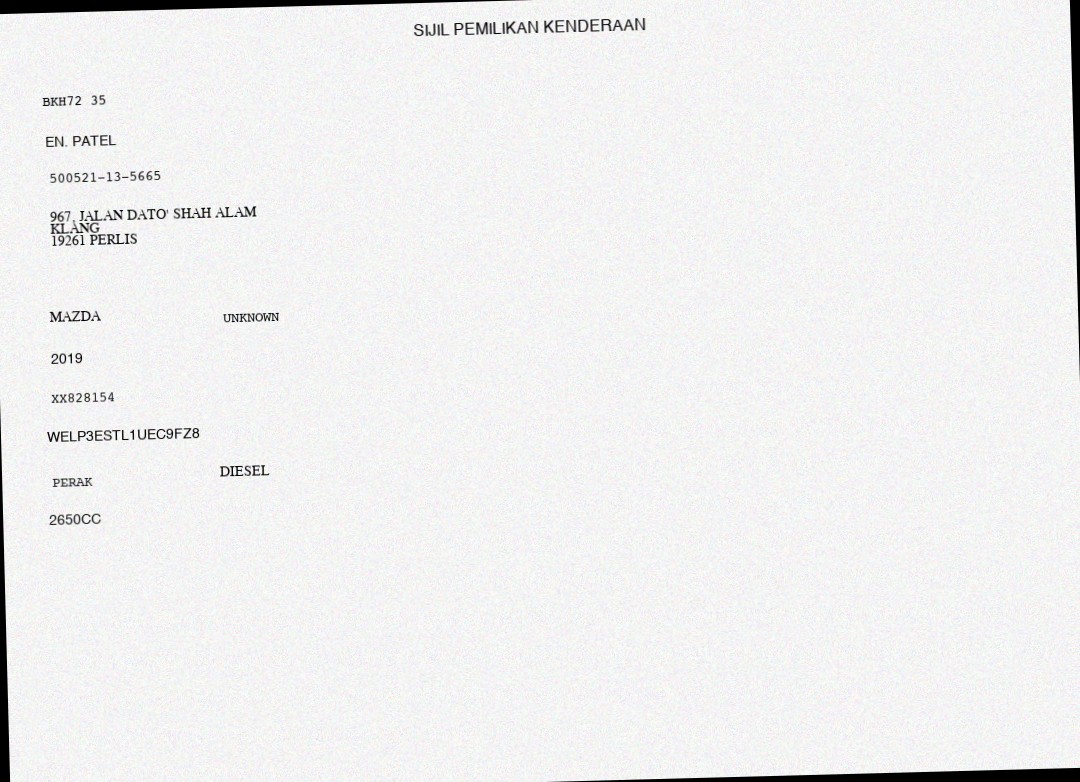 SIJIL PEMILIKAN KENDERAAN
BKH72 35
EN. PATEL
500521-13-5665
967, JALAN DATO' SHAH ALAM
KLANG
19261 PERLIS
MAZDA UNKNOWN
2019
XX828154
WELP3ESTL1UEC9FZ8
DIESEL
PERAK
2650CC